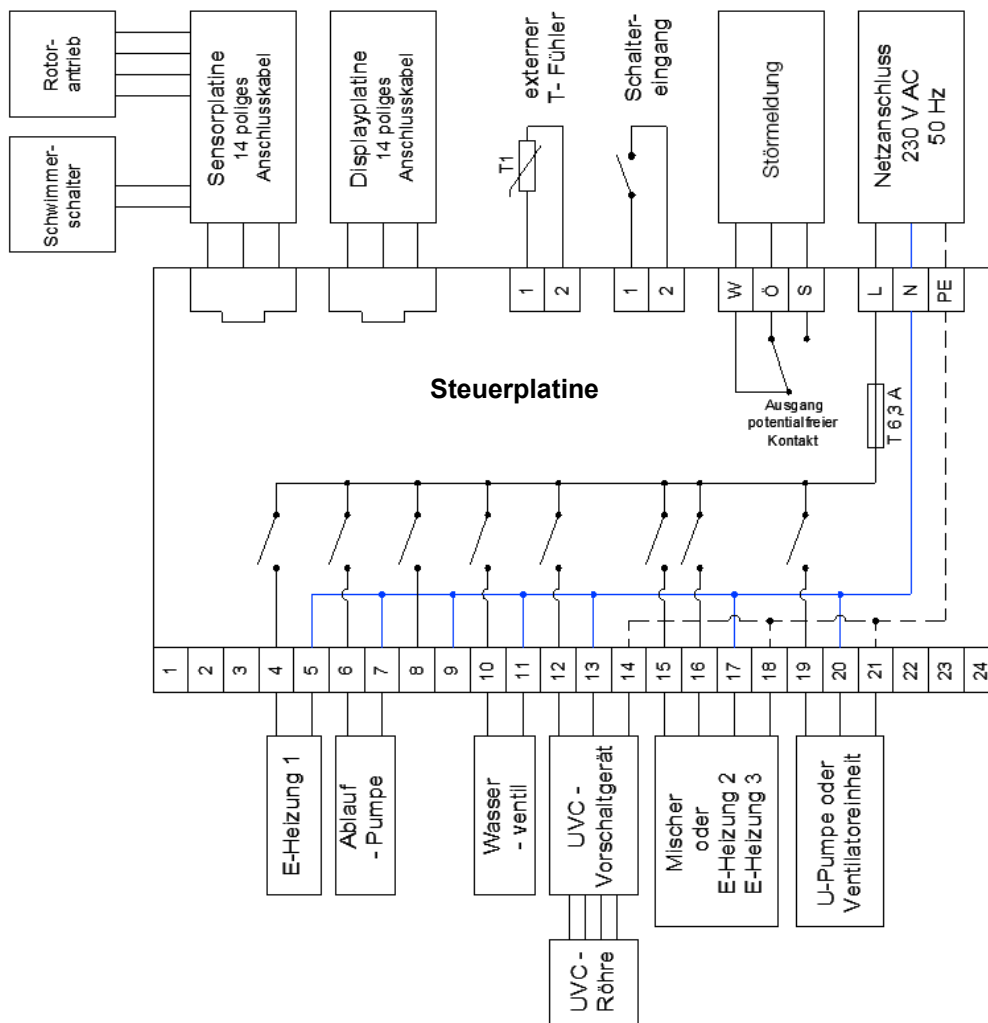 Rotor-
antrieb
Schwimmer-
schalter
Sensorplatine
14 poliges
Anschlusskabel
Displayplatine
14 poliges
Anschlusskabel
externer
T- Fühler
T1
Schalter-
eingang
Störmeldung
Netzanschluss
230 V AC
50 Hz
1
2
1
2
W
Ö
S
L
N
PE
Steuerplatine
Ausgang
potentialfreier
Kontakt
T 6,3 A
1
2
3
4
5
6
7
8
9
10
11
12
13
14
15
16
17
18
19
20
21
22
23
24
E-Heizung 1
Ablauf
- Pumpe
Wasser
- ventil
UVC -
Vorschaltgerät
Mischer
oder
E-Heizung 2
E-Heizung 3
U-Pumpe oder
Ventilatoreinheit
UVC -
Röhre